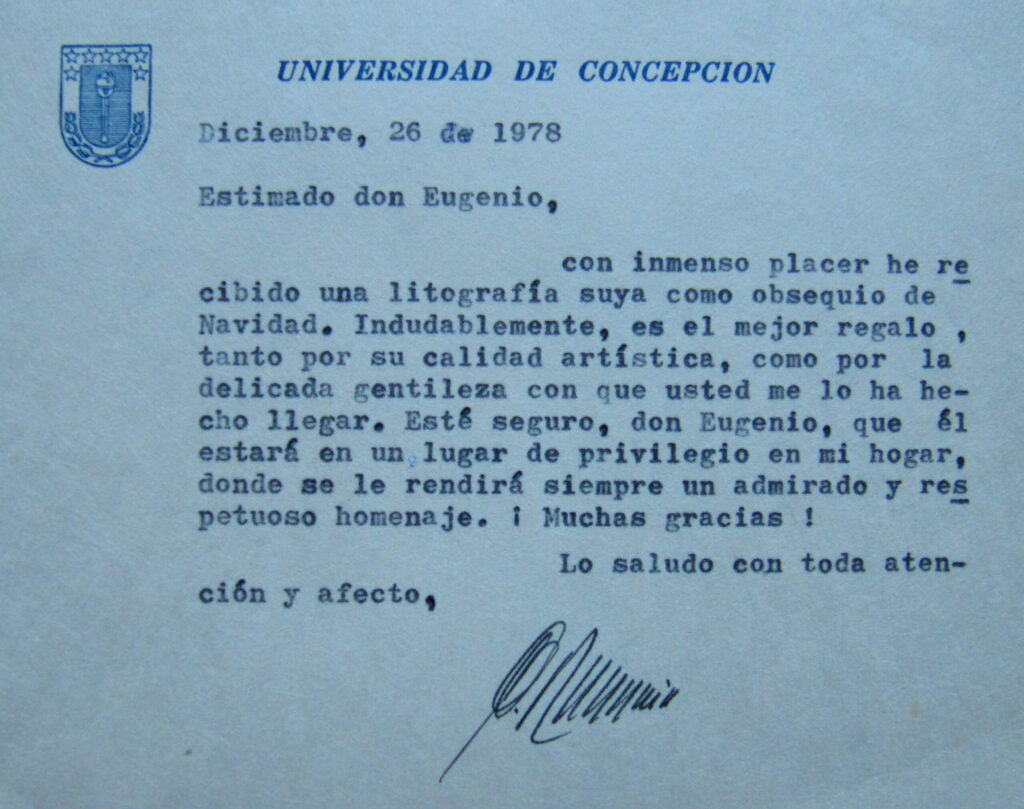 UNIVERSIDAD DE CONCEPCION
Diciembre, 26 de 1978
Estimado don Eugenio,
con inmenso placer he re
cibido una litografía suya como obsequio de
Navidad. Indudablemente, es el mejor regalo ,
tanto por su calidad artística, como por la
delicada gentileza con que usted me lo ha he-
cho llegar. Esté seguro, don Eugenio, que él
estará en un lugar de privilegio en mi hogar,
donde se le rendirá siempre un admirado y res
petuoso homenaje. ¡ Muchas gracias !
Lo saludo con toda aten-
ción y afecto,